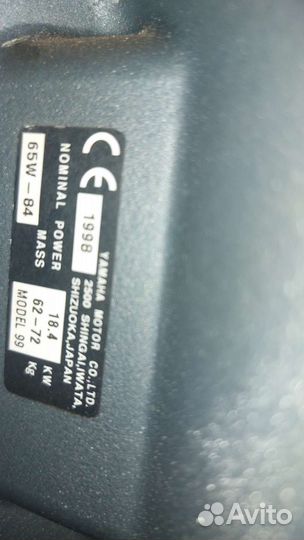 CE 1998
YAMAHA MOTOR CO.,LTD.
2500 SHINGAI,IWATA,
SHIZUOKA,JAPAN
NOMINAL POWER 18.4 KW
MASS 62-72 Kg
65W-84
MODEL 99
Avito